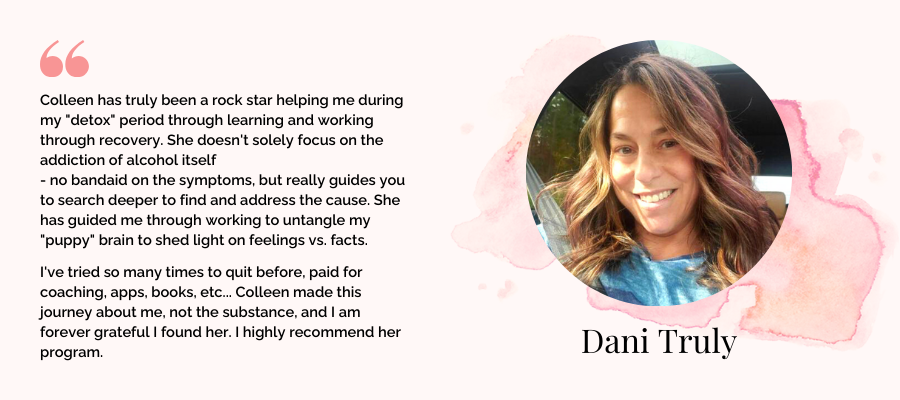 Colleen has truly been a rock star helping me during
my "detox" period through learning and working
through recovery. She doesn't solely focus on the
addiction of alcohol itself
- no bandaid on the symptoms, but really guides you
to search deeper to find and address the cause. She
has guided me through working to untangle my
"puppy" brain to shed light on feelings vs. facts.
I've tried so many times to quit before, paid for
coaching, apps, books, etc... Colleen made this
journey about me, not the substance, and I am
forever grateful I found her. I highly recommend her
program.
Dani Truly